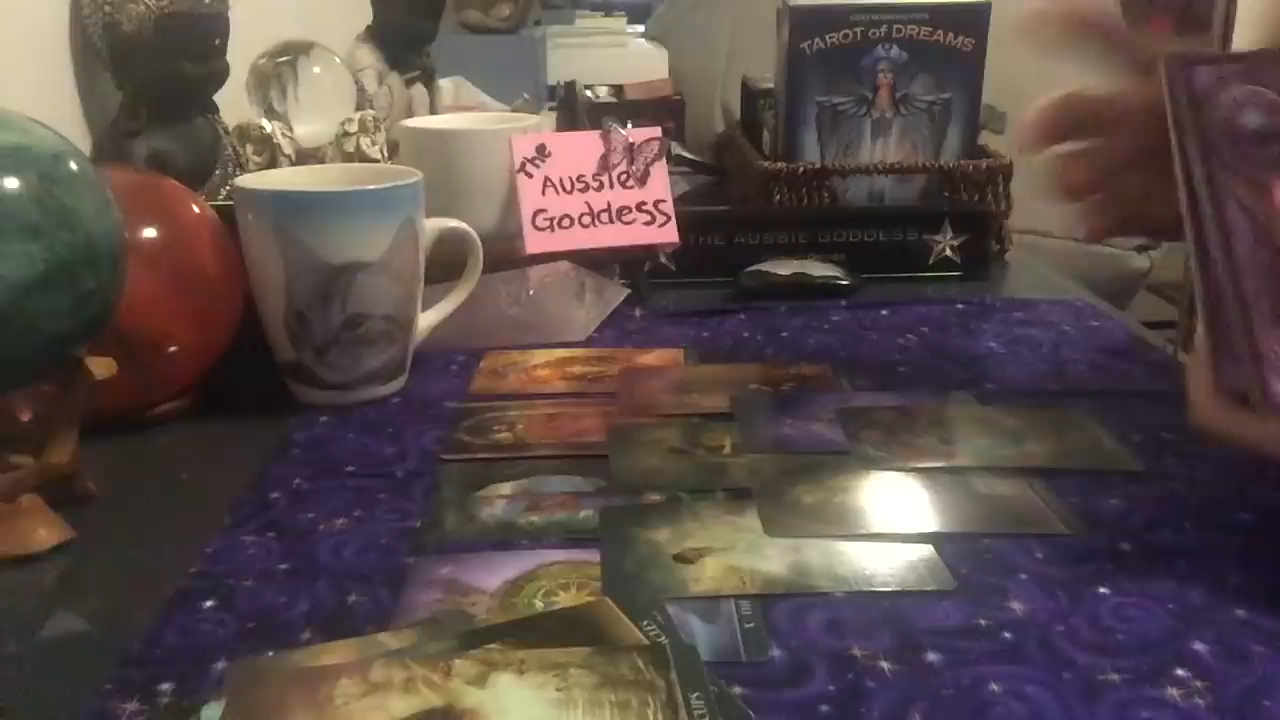 TAROT of DREAMS
The
AUSSIE
GODDESS
THE AUSSIE GODDESS